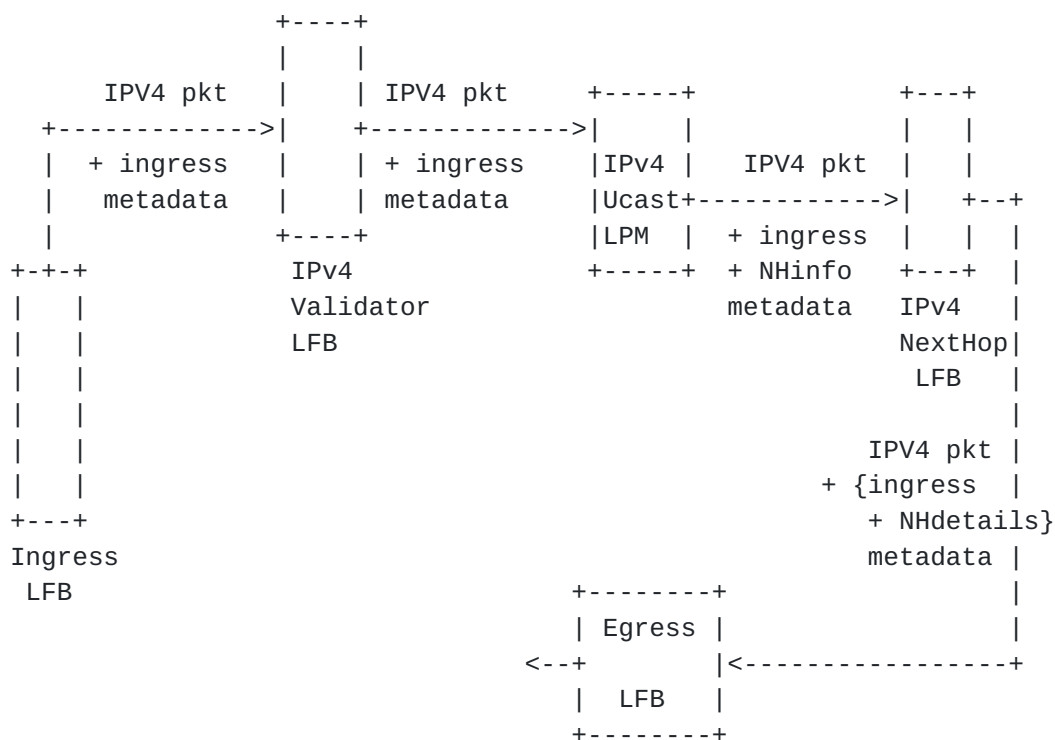 IPV4 pkt IPV4 pkt
+ ingress + ingress IPv4 IPV4 pkt
metadata metadata Ucast
LPM + ingress
IPv4 + NHinfo
Validator metadata IPv4
LFB NextHop
LFB
IPV4 pkt
+ {ingress
+ NHdetails}
Ingress metadata
LFB
Egress
LFB